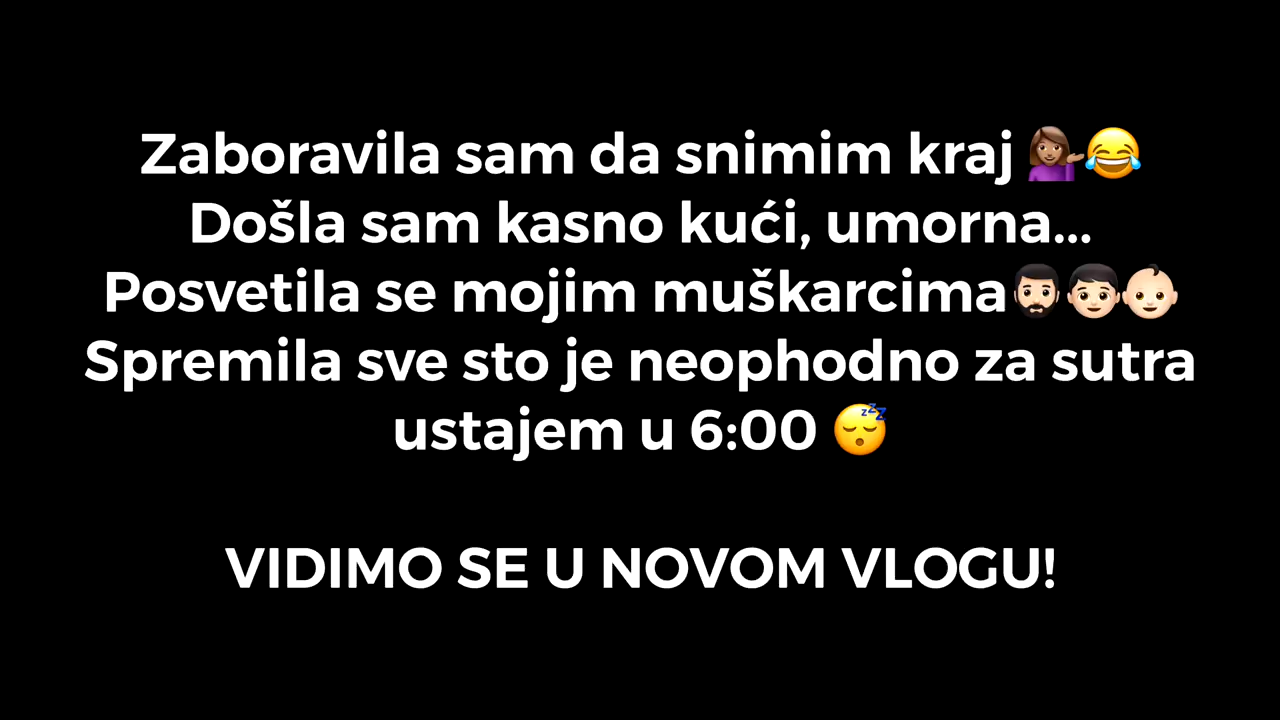 Zaboravila sam da snimim kraj 💁🏽‍♀️😂
Došla sam kasno kući, umorna...
Posvetila se mojim muškarcima🧔🏻👦🏻👶🏻
Spremila sve sto je neophodno za sutra
ustajem u 6:00 😴
VIDIMO SE U NOVOM VLOGU!